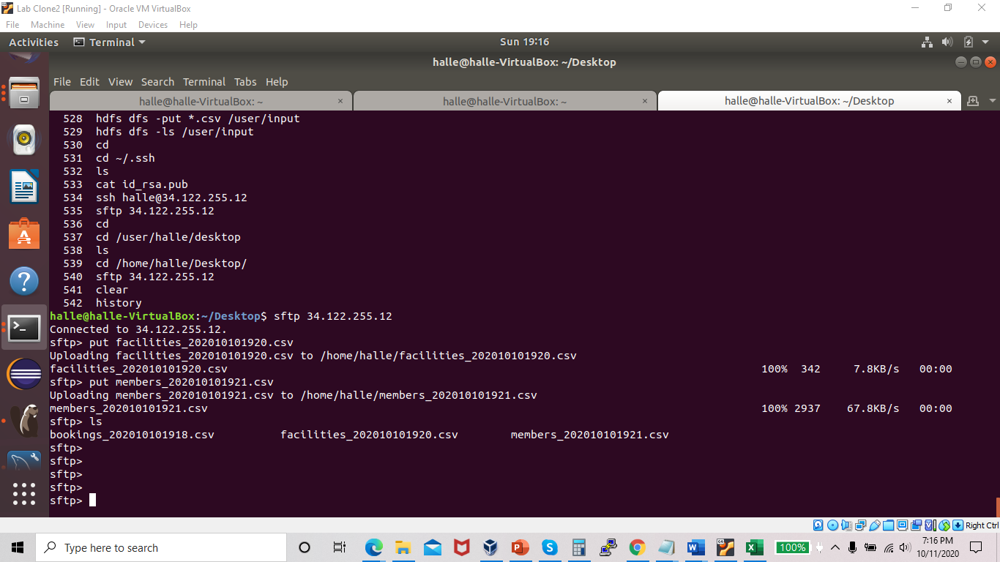 Lab Clone2 [Running] - Oracle VM VirtualBox
File Machine View Input Devices Help
Activities Terminal Sun 19:16
halle@halle-VirtualBox: ~/Desktop
File Edit View Search Terminal Tabs Help
halle@halle-VirtualBox: ~ × halle@halle-VirtualBox: ~ × halle@halle-VirtualBox: ~/Desktop ×
528 hdfs dfs -put *.csv /user/input
529 hdfs dfs -ls /user/input
530 cd
531 cd ~/.ssh
532 ls
533 cat id_rsa.pub
534 ssh halle@34.122.255.12
535 sftp 34.122.255.12
536 cd
537 cd /user/halle/desktop
538 ls
539 cd /home/halle/Desktop/
540 sftp 34.122.255.12
541 clear
542 history
halle@halle-VirtualBox:~/Desktop$ sftp 34.122.255.12
Connected to 34.122.255.12.
sftp> put facilities_202010101920.csv
Uploading facilities_202010101920.csv to /home/halle/facilities_202010101920.csv
facilities_202010101920.csv 100% 342 7.8KB/s 00:00
sftp> put members_202010101921.csv
Uploading members_202010101921.csv to /home/halle/members_202010101921.csv
members_202010101921.csv 100% 2937 67.8KB/s 00:00
sftp> ls
bookings_202010101918.csv facilities_202010101920.csv members_202010101921.csv
sftp>
sftp>
sftp>
sftp>
sftp>
Right Ctrl
Type here to search
100%
7:16 PM
10/11/2020